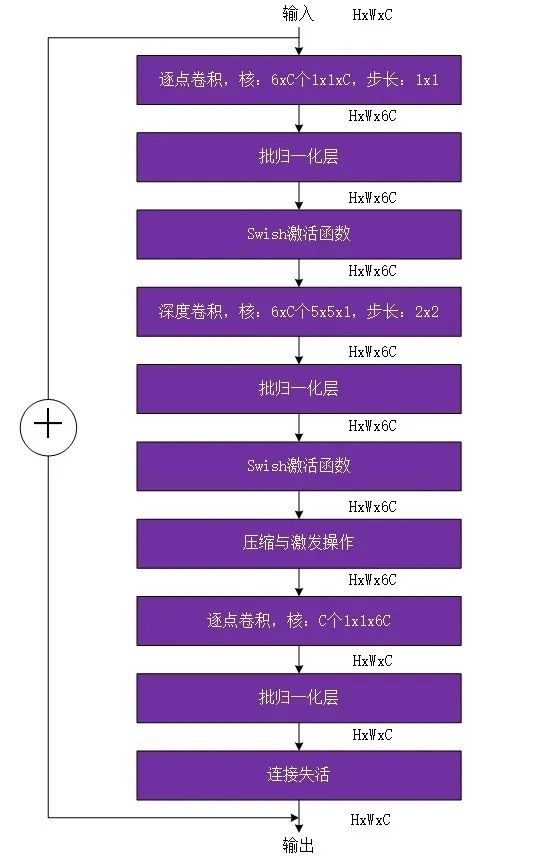 输入 HxWxC
逐点卷积，核：6xC个1x1xC，步长：1x1
HxWx6C
批归一化层
HxWx6C
Swish激活函数
HxWx6C
深度卷积，核：6xC个5x5x1，步长：2x2
HxWx6C
批归一化层
HxWx6C
Swish激活函数
HxWx6C
压缩与激发操作
HxWx6C
逐点卷积，核：C个1x1x6C
HxWxC
批归一化层
HxWxC
连接失活
HxWxC
输出